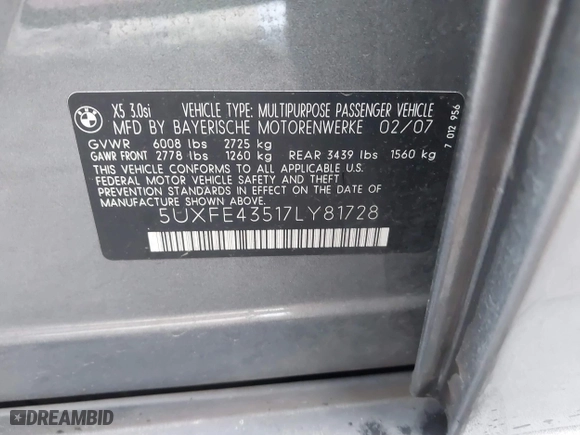 BMW
X5 3.0si VEHICLE TYPE: MULTIPURPOSE PASSENGER VEHICLE
MFD BY BAYERISCHE MOTORENWERKE 02/07
GVWR 6008 lbs 2725 kg
GAWR FRONT 2778 lbs 1260 kg REAR 3439 lbs 1560 kg
THIS VEHICLE CONFORMS TO ALL APPLICABLE U.S.
FEDERAL MOTOR VEHICLE SAFETY AND THEFT
PREVENTION STANDARDS IN EFFECT ON THE DATE OF
MANUFACTURE SHOWN ABOVE.
5UXFE43517LY81728
7 012 956
DREAMBID